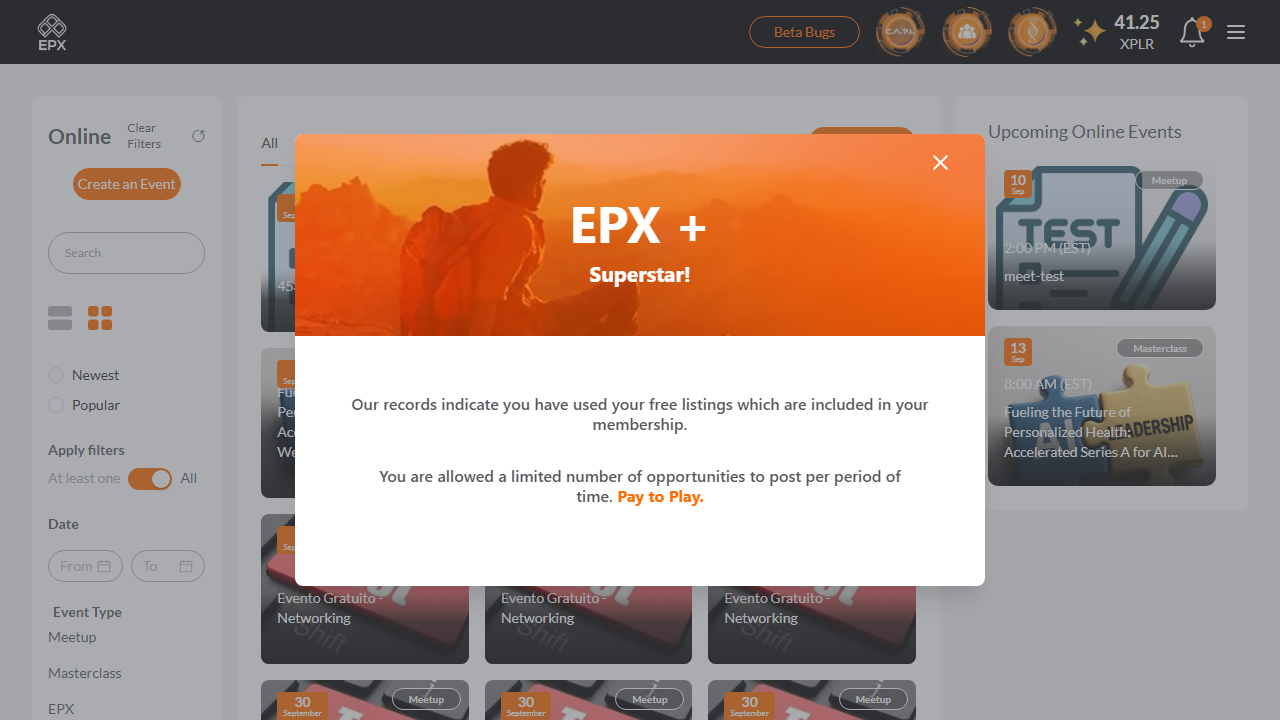 EPX
Beta Bugs
C.A.R.L
41.25
XPLR
1
Online
Clear
Filters
Create an Event
Search
Newest
Popular
Apply filters
At least one
All
Date
From
To
Event Type
Meetup
Masterclass
EPX
All
EPX +
Superstar!
Our records indicate you have used your free listings which are included in your
membership.
You are allowed a limited number of opportunities to post per period of
time. Pay to Play.
Evento Gratuito -
Networking
Shift
Evento Gratuito -
Networking
Shift
Evento Gratuito -
Networking
Shift
30
September
Meetup
30
September
Meetup
30
September
Meetup
Upcoming Online Events
10
Sep
Meetup
TEST
2:00 PM (EST)
meet-test
13
Sep
Masterclass
8:00 AM (EST)
AI
LEADERSHIP
Fueling the Future of
Personalized Health:
Accelerated Series A for AI...